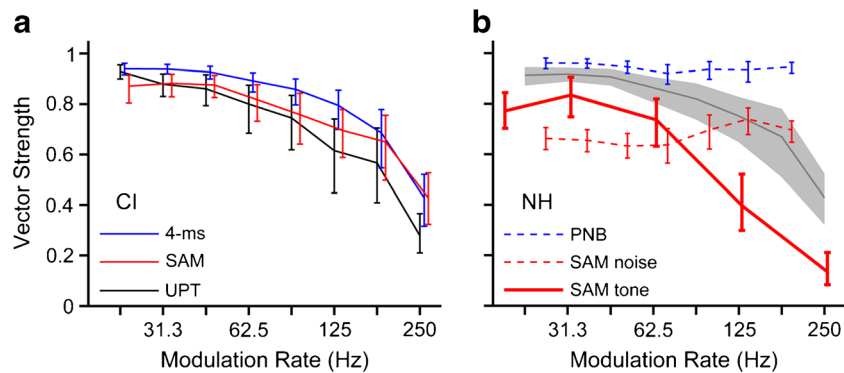 a
b
Vector Strength
1
0.8
0.6
0.4
0.2
0
CI
4-ms
SAM
UPT
31.3 62.5 125 250
Modulation Rate (Hz)
NH
PNB
SAM noise
SAM tone
31.3 62.5 125 250
Modulation Rate (Hz)